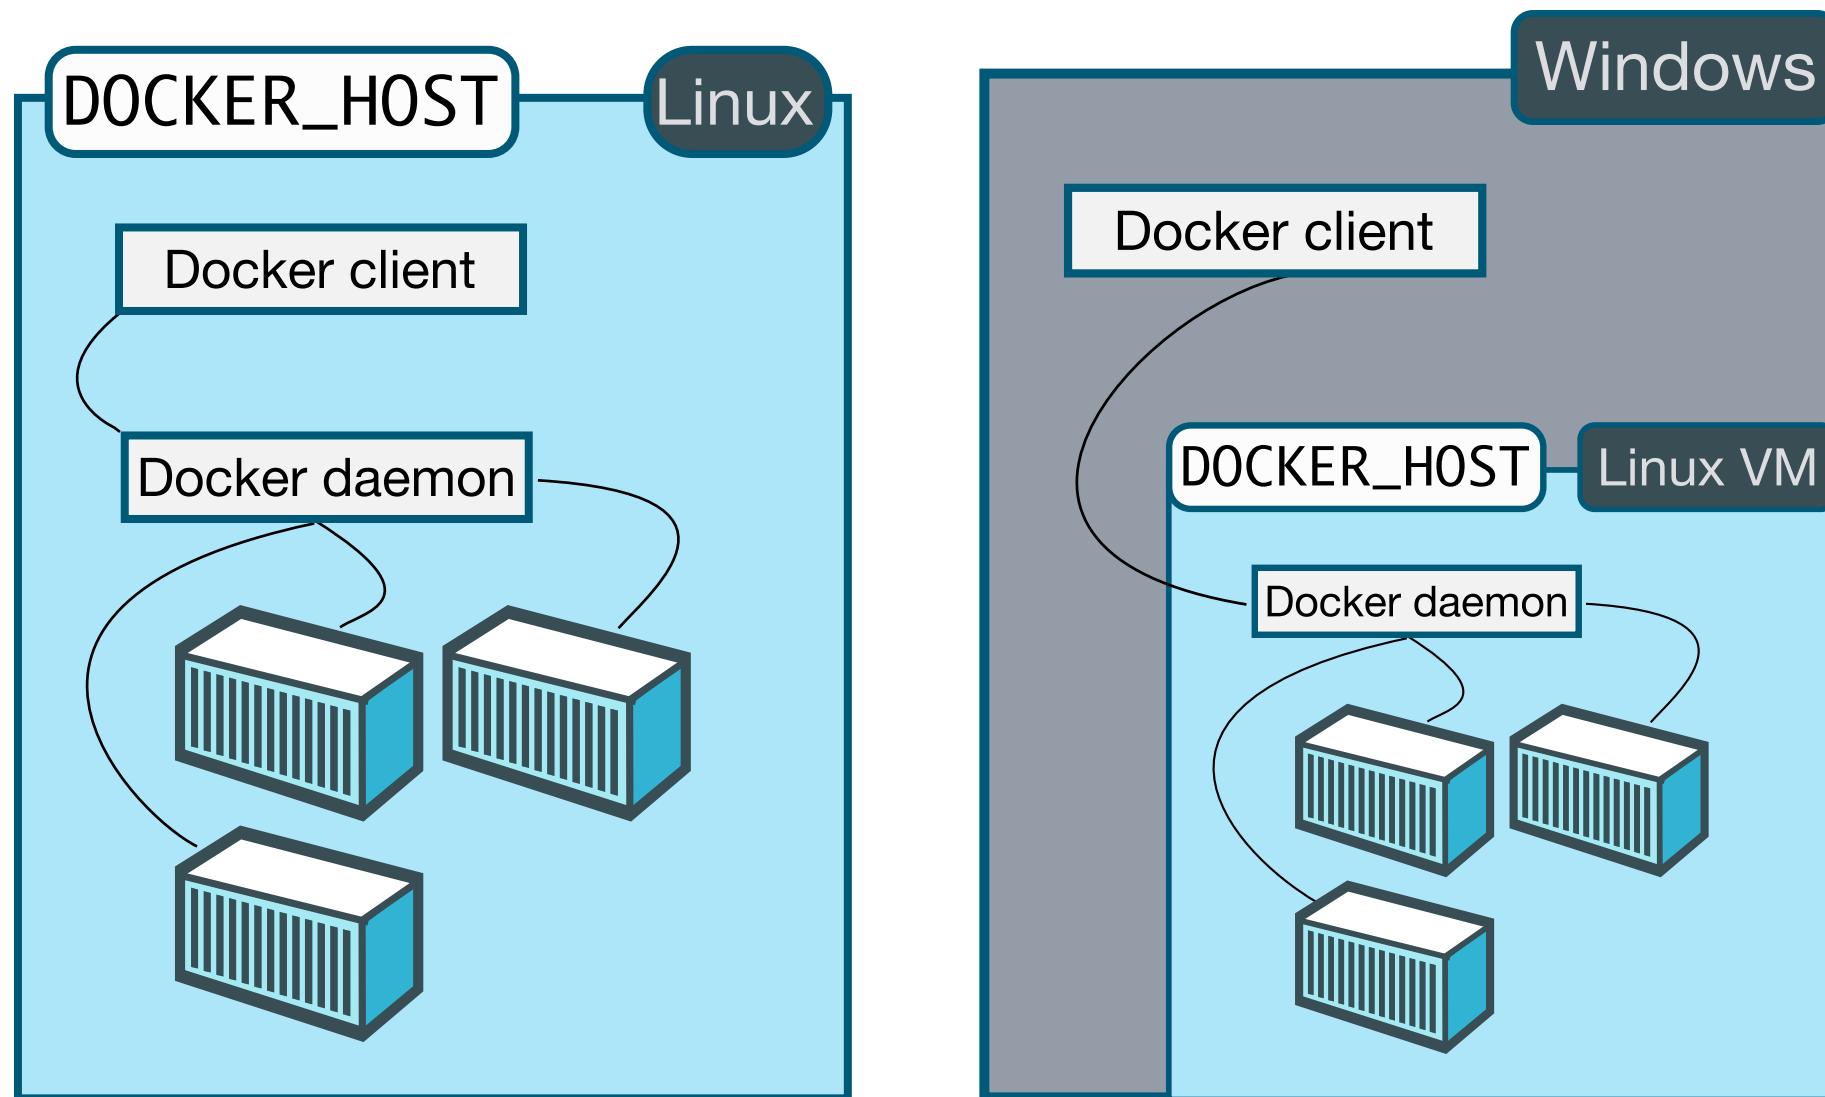 DOCKER_HOST
Linux
Docker client
Docker daemon
Windows
Docker client
DOCKER_HOST
Linux VM
Docker daemon